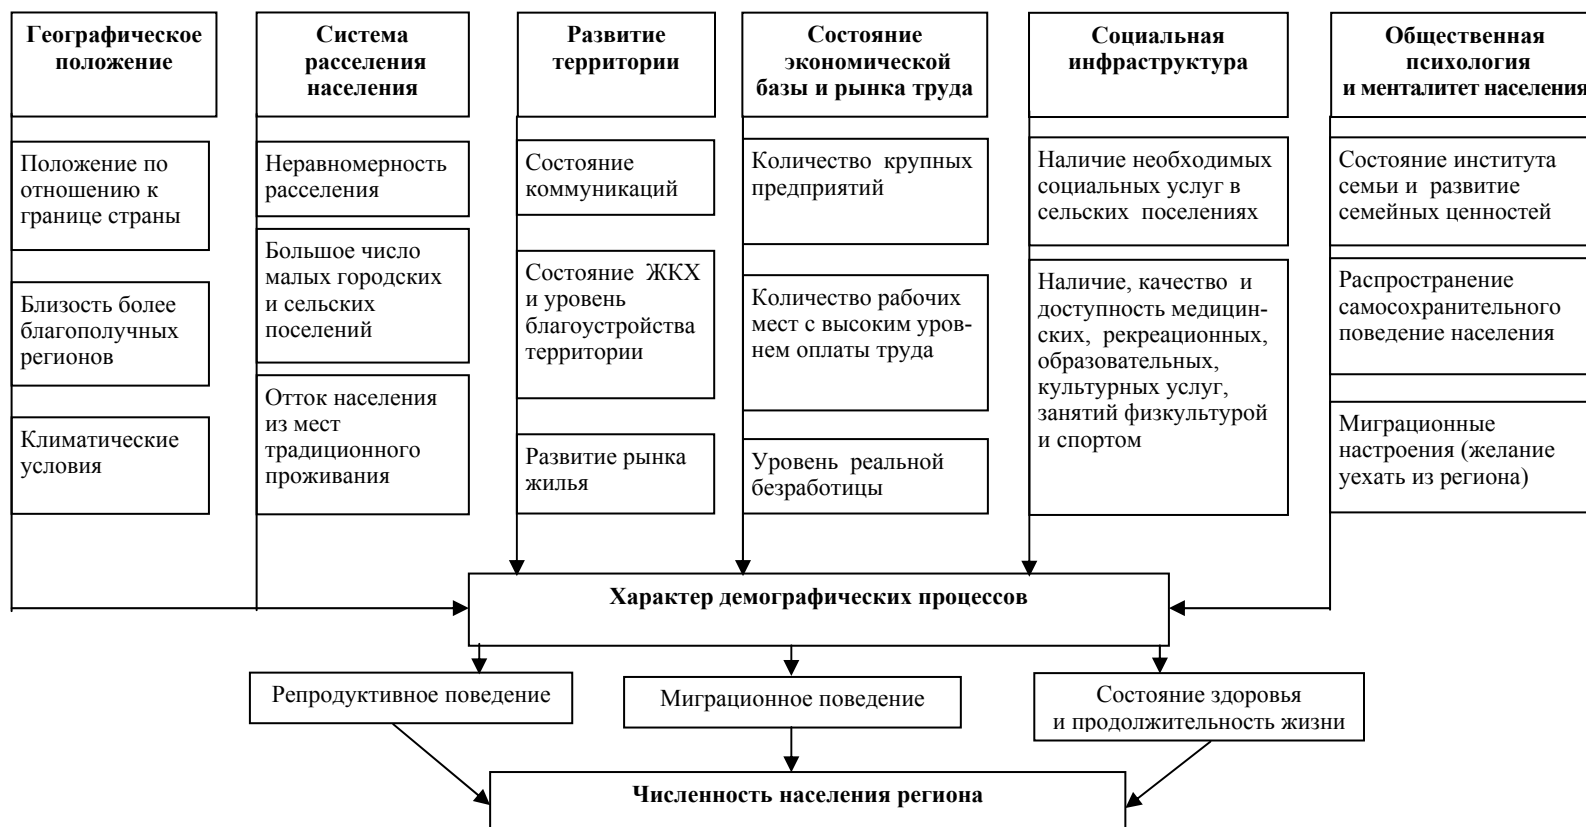 Географическое
положение
Система
расселения
населения
Развитие
территории
Состояние
экономической
базы и рынка труда
Социальная
инфраструктура
Общественная
психология
и менталитет населения
Положение по
отношению к
границе страны
Близость более
благополучных
регионов
Климатические
условия
Неравномерность
расселения
Большое число
малых городских
и сельских
поселений
Отток населения
из мест
традиционного
проживания
Состояние
коммуникаций
Состояние ЖКХ
и уровень
благоустройства
территории
Развитие рынка
жилья
Количество крупных
предприятий
Количество рабочих
мест с высоким уров-
нем оплаты труда
Уровень реальной
безработицы
Наличие необходимых
социальных услуг в
сельских поселениях
Наличие, качество и
доступность медицин-
ских, рекреационных,
образовательных,
культурных услуг,
занятий физкультурой
и спортом
Состояние института
семьи и развитие
семейных ценностей
Распространение
самосохранительного
поведение населения
Миграционные
настроения (желание
уехать из региона)
Характер демографических процессов
Репродуктивное поведение
Миграционное поведение
Состояние здоровья
и продолжительность жизни
Численность населения региона